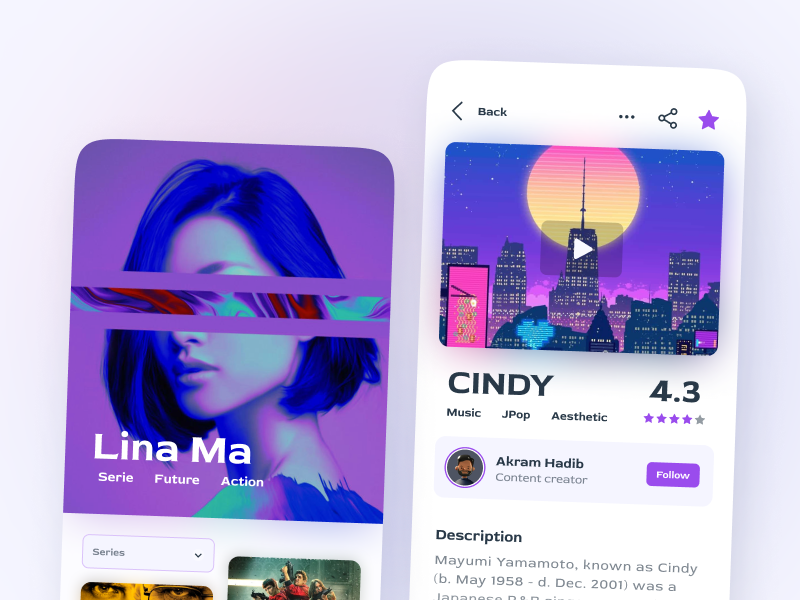 Back
CINDY
4.3
Music JPop Aesthetic
Akram Hadib
Content creator
Follow
Description
Mayumi Yamamoto, known as Cindy
(b. May 1958 - d. Dec. 2001) was a
Japanese R&B
Lina Ma
Serie Future Action
Series